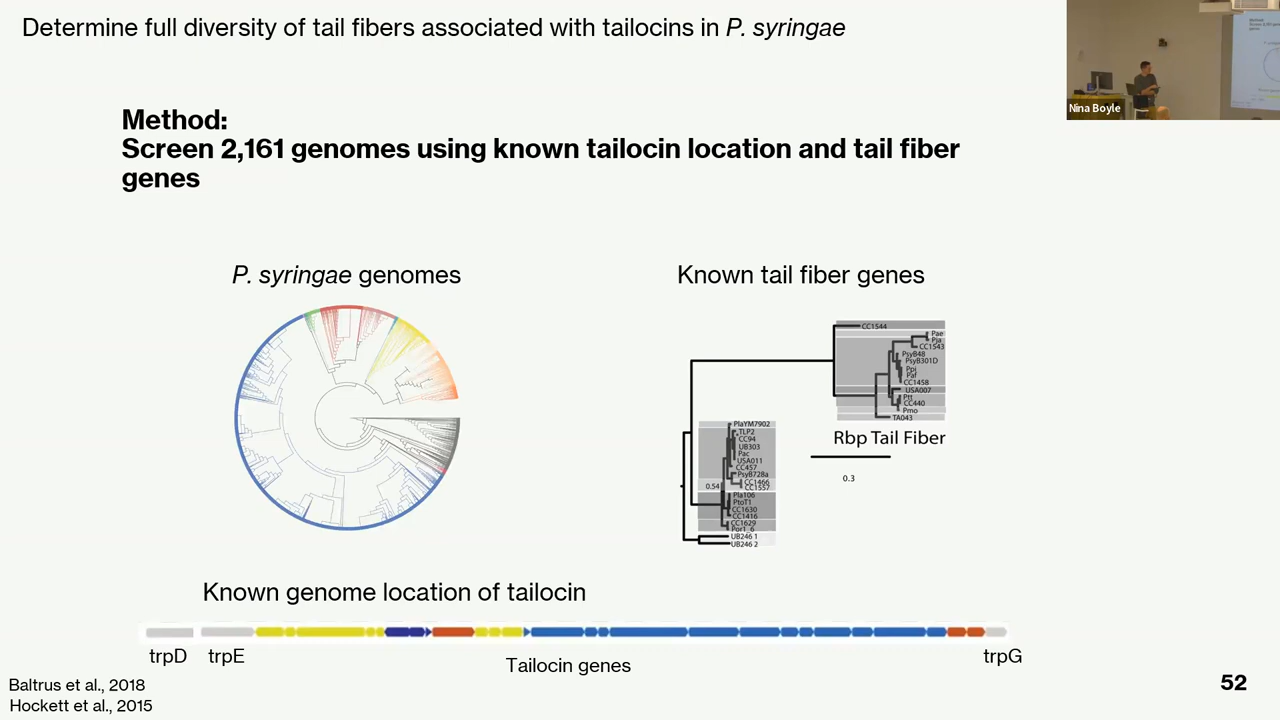 Determine full diversity of tail fibers associated with tailocins in P. syringae
Nina Boyle
Method:
Screen 2,161 genomes using known tailocin location and tail fiber
genes
P. syringae genomes
Known tail fiber genes
CC1544
Pae
Pja
CC1543
PsyB48
PsyB301D
Ppi
Paf
CC1458
USA007
Ptt
CC440
Pmo
TA043
Rbp Tail Fiber
0.3
PlaYM7902
TLP2
CC94
UB303
Pac
USA011
CC457
PsyB728a
CC1466
CC1557
0.54
Pla106
PtoT1
CC1630
CC1416
CC1629
Por1_6
UB246 1
UB246 2
Known genome location of tailocin
trpD
trpE
Tailocin genes
trpG
Baltrus et al., 2018
Hockett et al., 2015
52